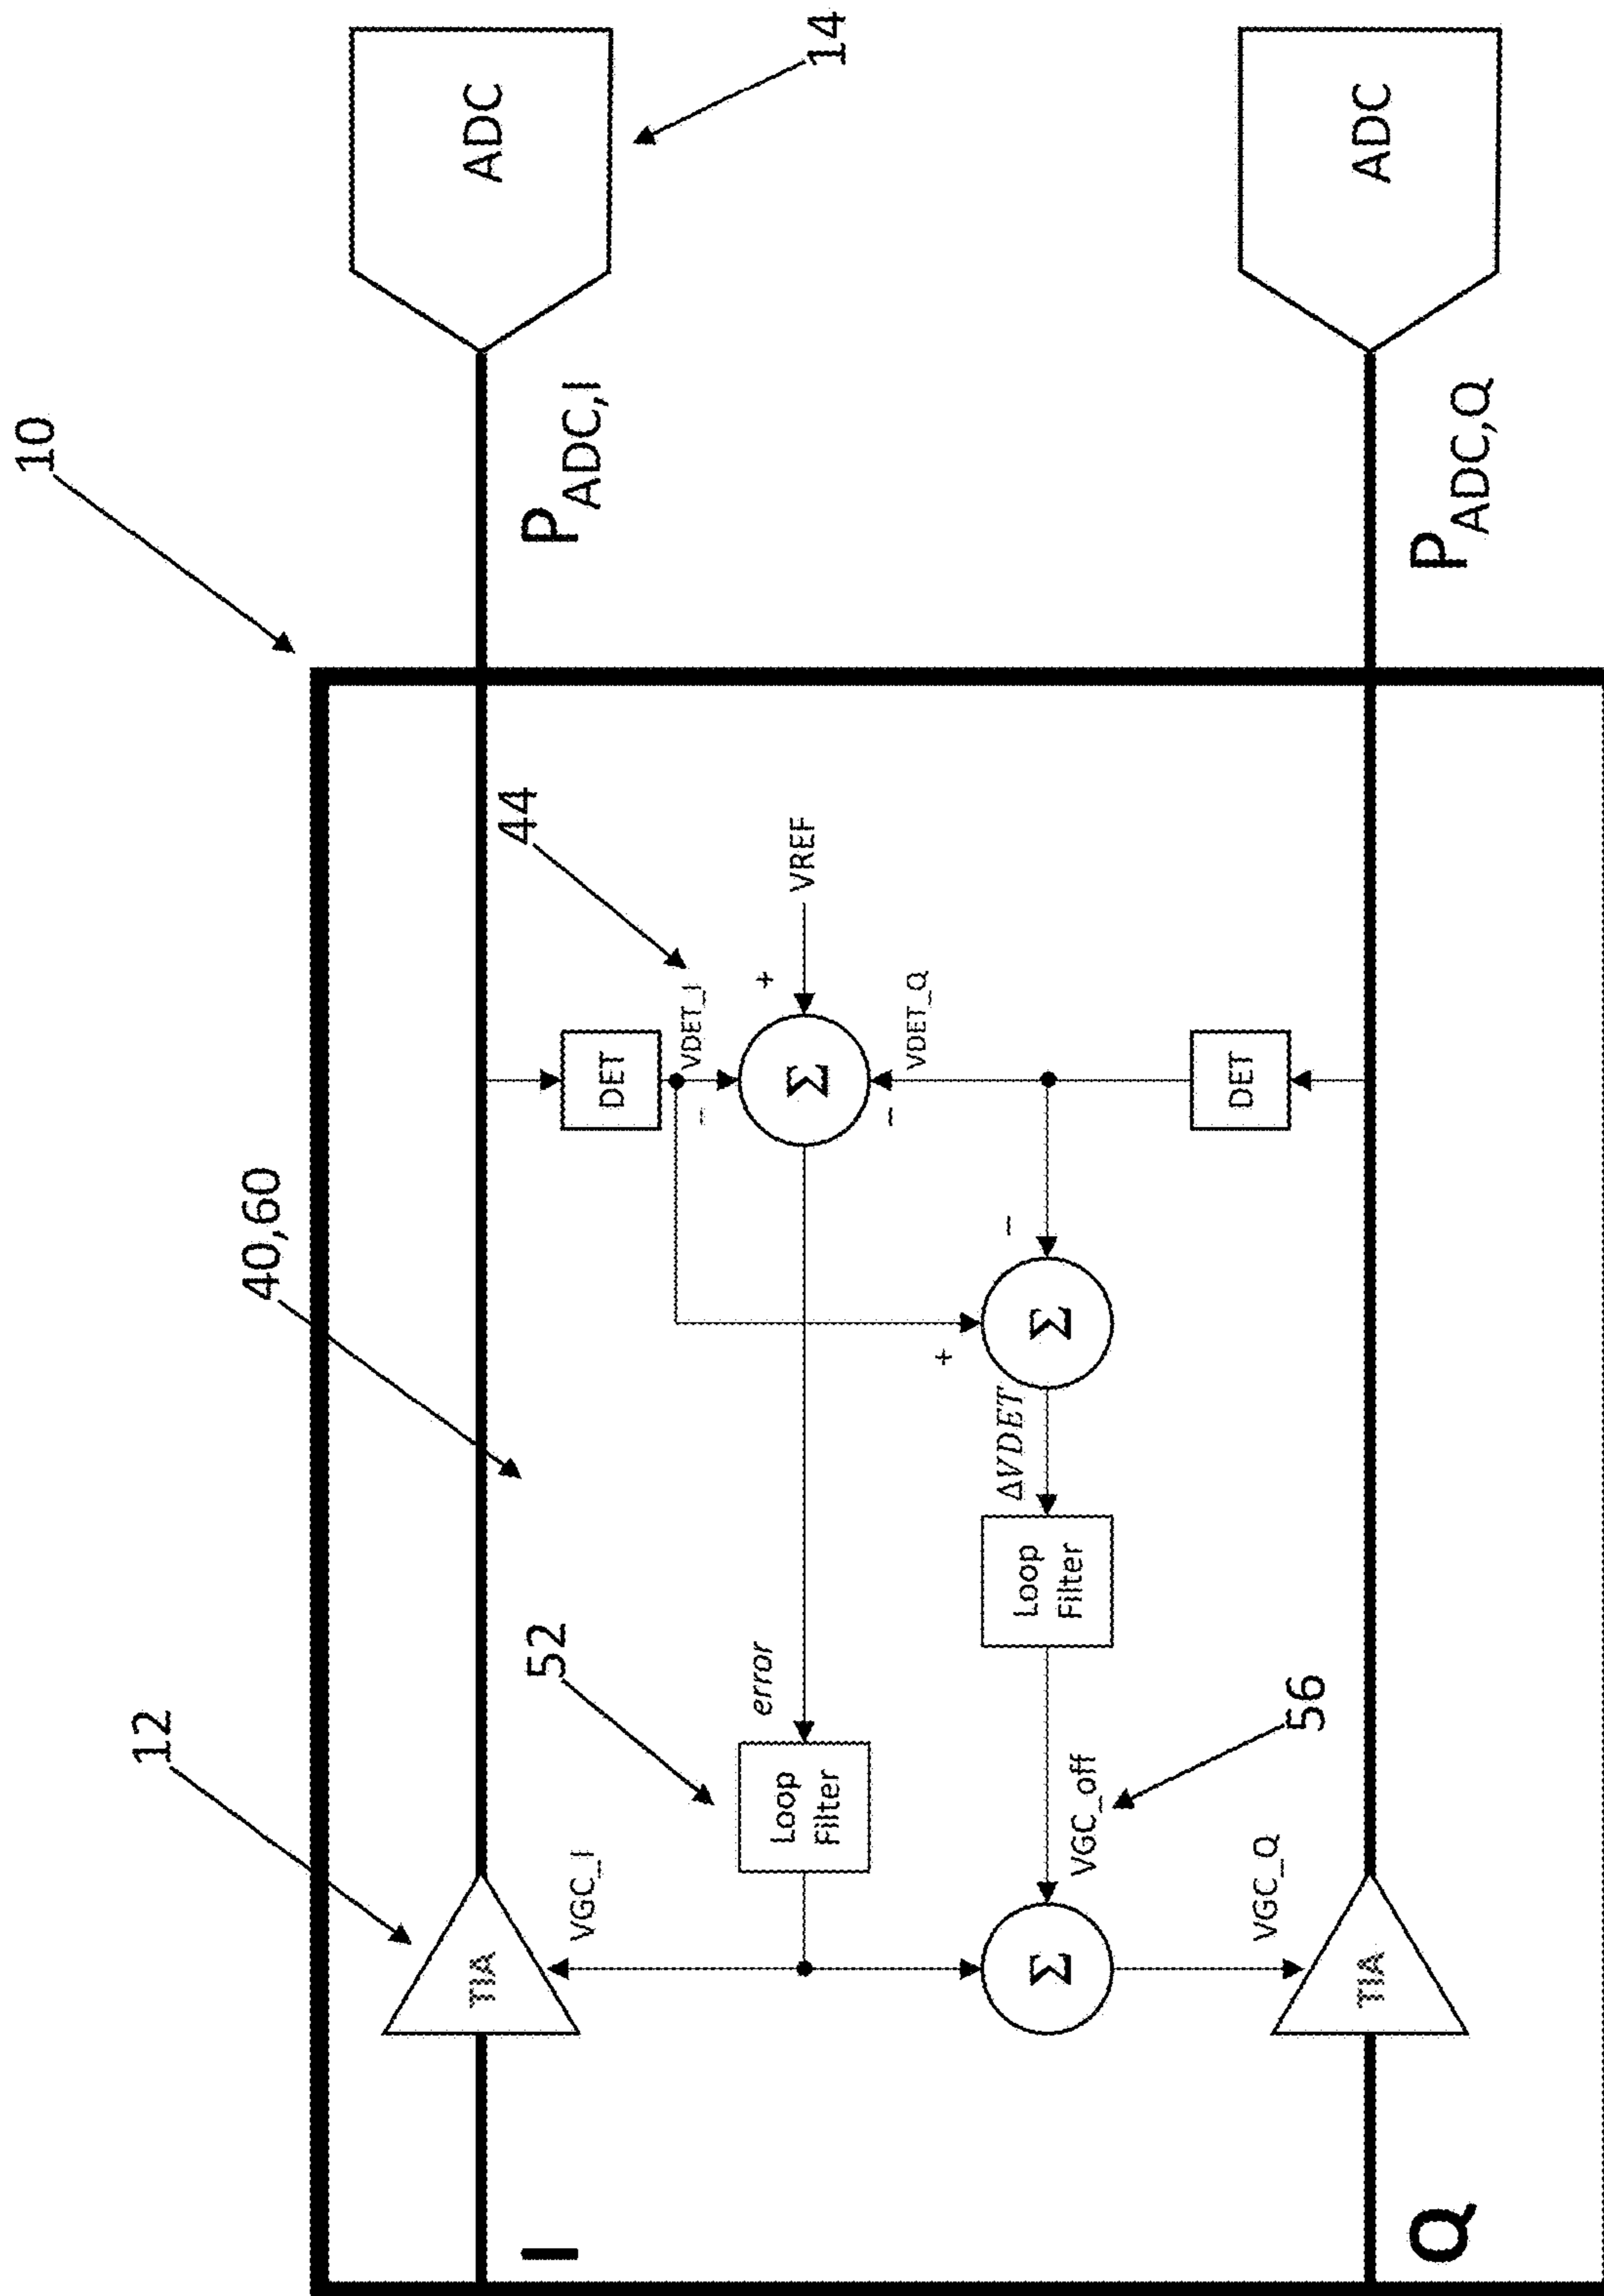 10
40,60
12
14
I
TIA
ADC
P_ADC,I
52
44
VGC_I
DET
VDET_I
−
Loop
Filter
error
+
VREF
Σ
VDET_Q
−
+
−
Σ
ΔVDET
Loop
Filter
Σ
VGC_off
56
VGC_Q
DET
Q
TIA
ADC
P_ADC,Q